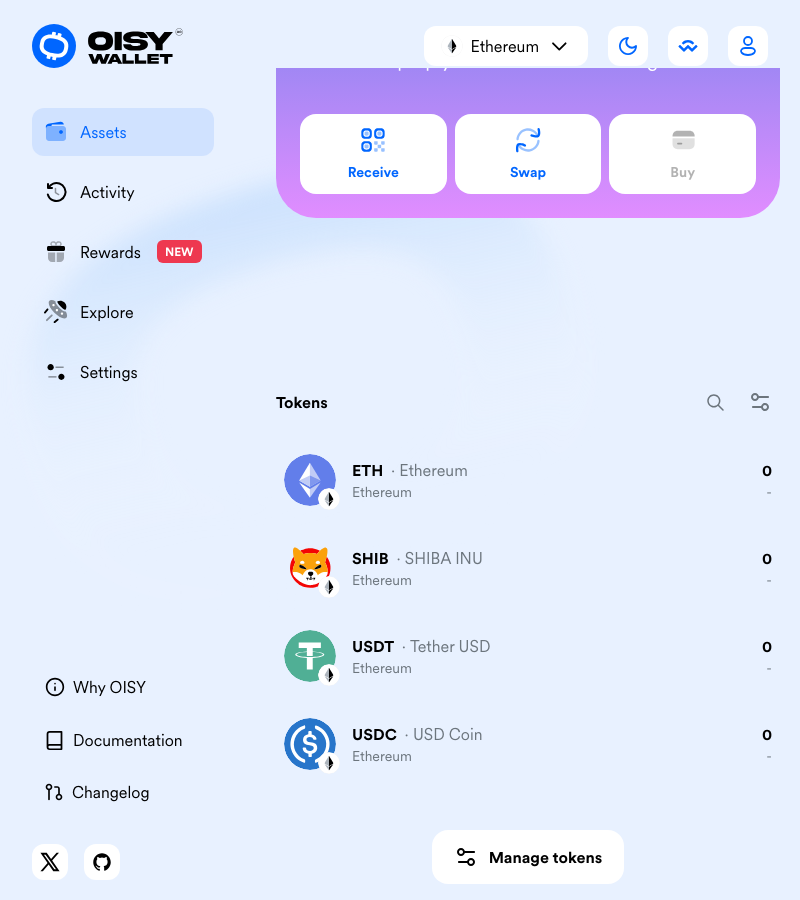 OISY
WALLET
Ethereum
Assets
Activity
Rewards NEW
Explore
Settings
Receive
Swap
Buy
Tokens
ETH · Ethereum
Ethereum
0
-
SHIB · SHIBA INU
Ethereum
0
-
USDT · Tether USD
Ethereum
0
-
USDC · USD Coin
Ethereum
0
-
Manage tokens
Why OISY
Documentation
Changelog